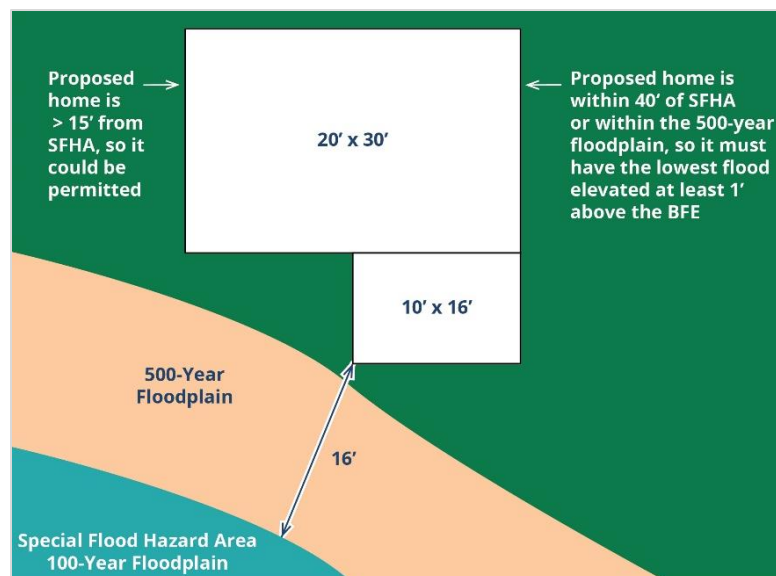 Proposed
home is
> 15' from
SFHA, so it
could be
permitted
20' x 30'
Proposed home is
within 40' of SFHA
or within the 500-year
floodplain, so it must
have the lowest flood
elevated at least 1'
above the BFE
10' x 16'
500-Year
Floodplain
16'
Special Flood Hazard Area
100-Year Floodplain